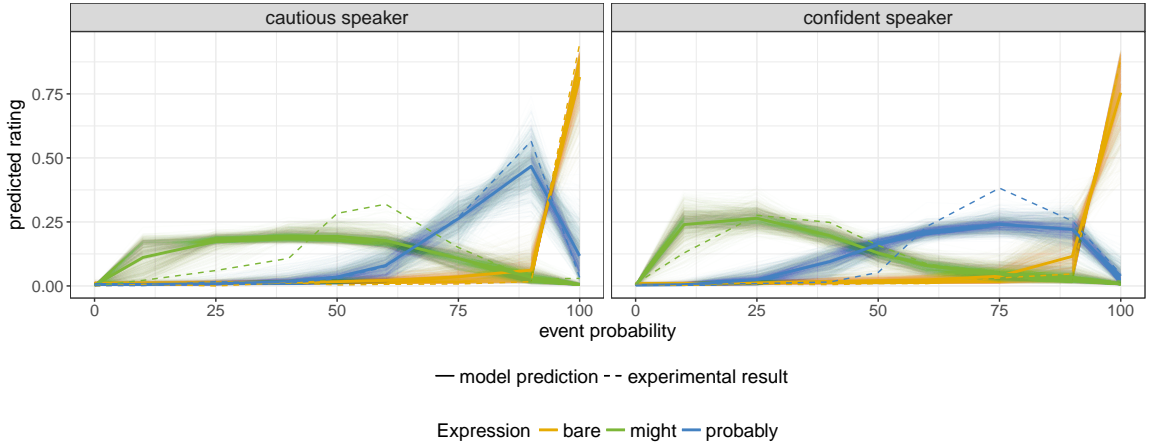 cautious speaker
confident speaker
predicted rating
0.75
0.50
0.25
0.00
0 25 50 75 100
0 25 50 75 100
event probability
model prediction experimental result
Expression bare might probably